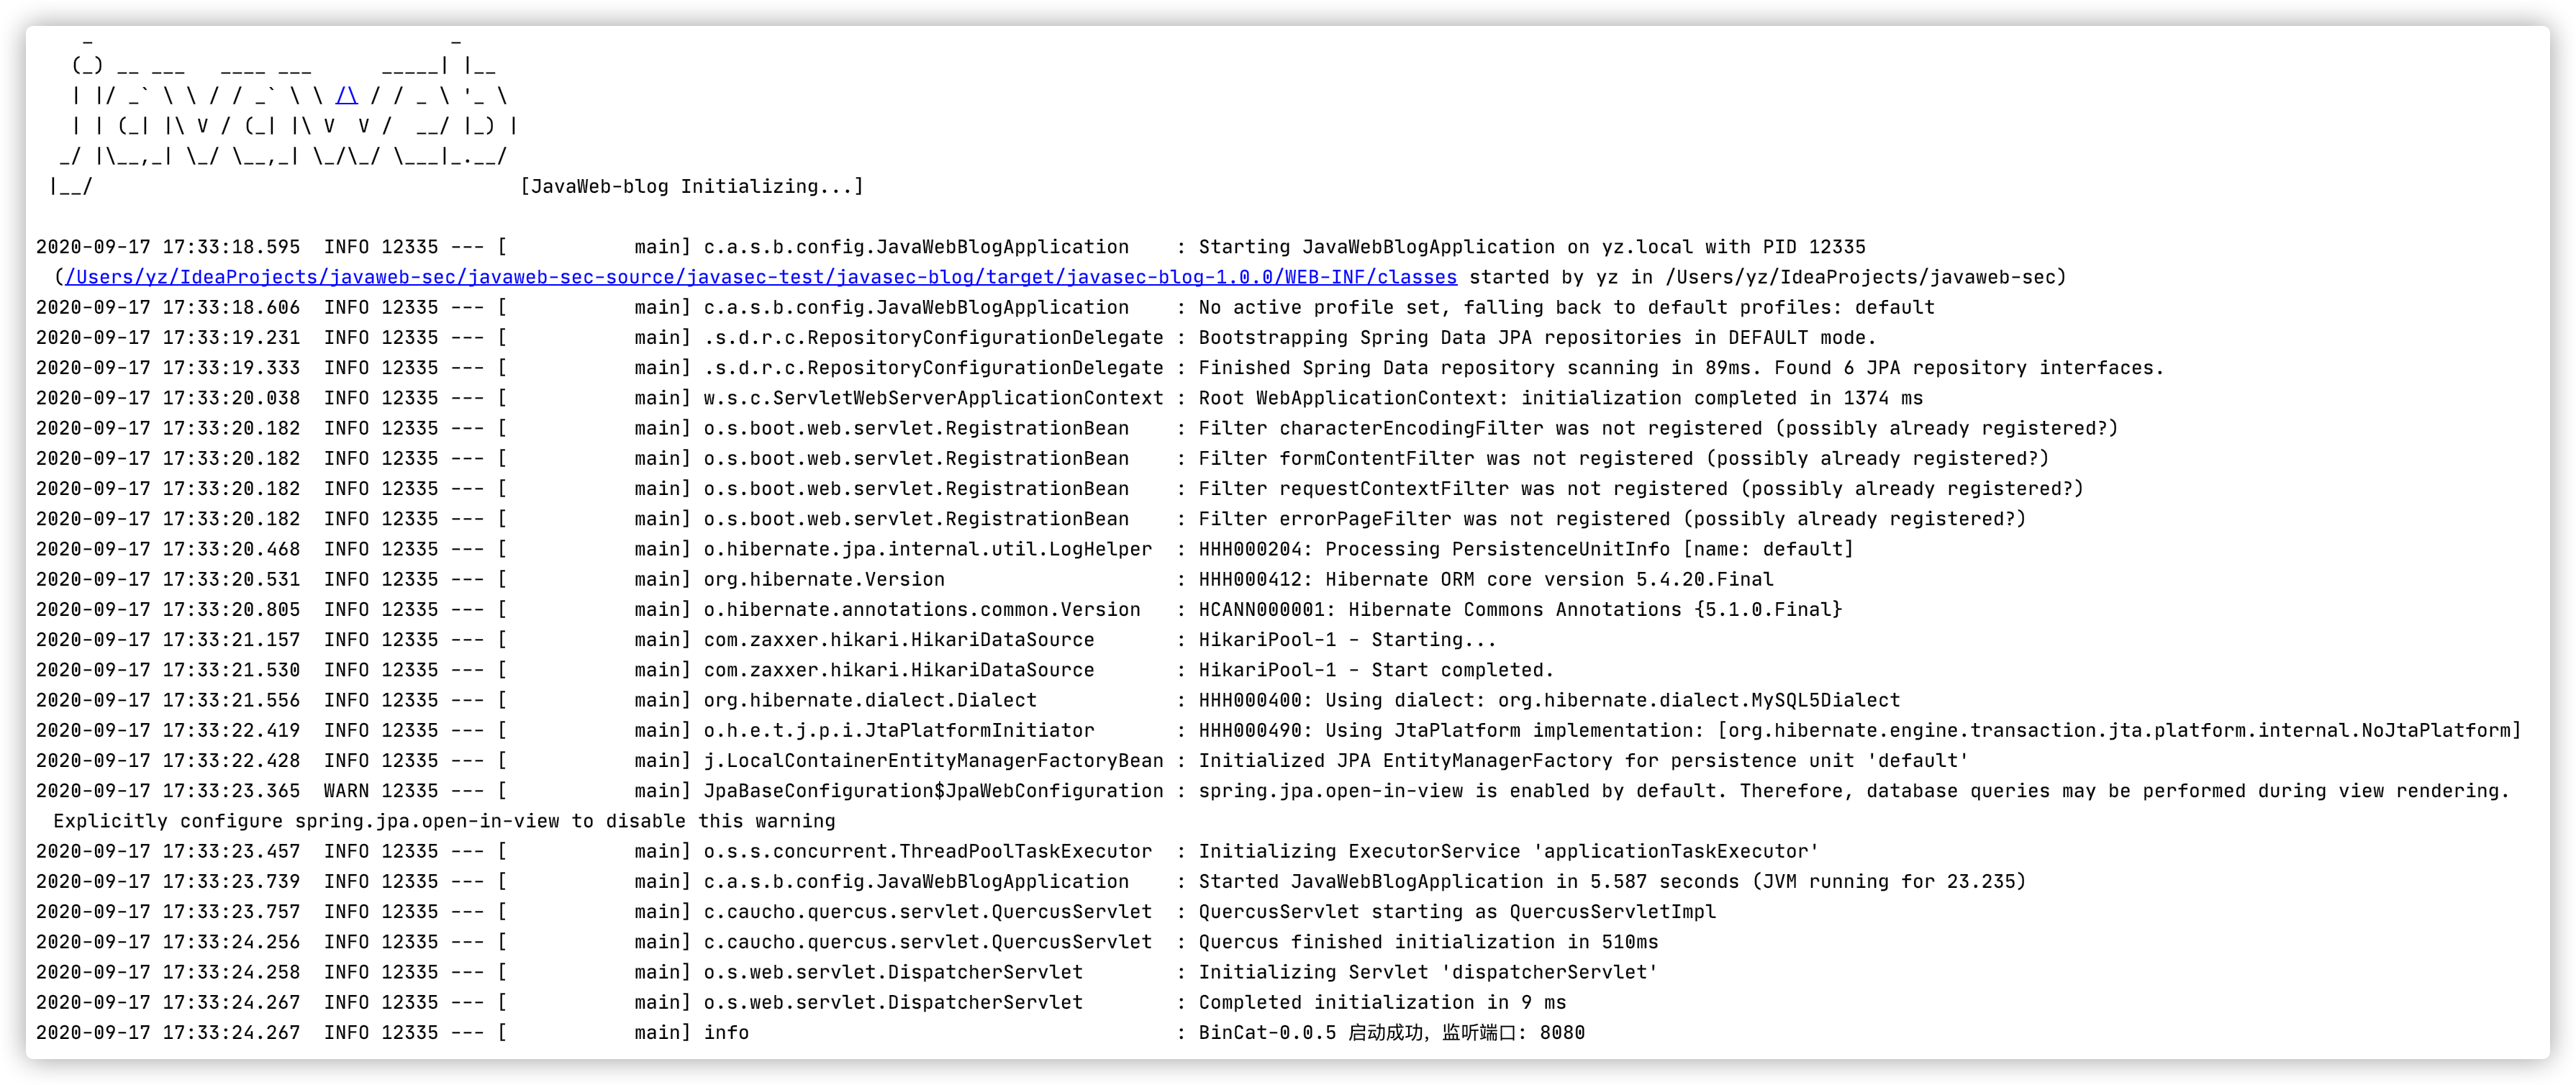 _                               _
   (_) __ ___   ____ ___      _____| |__
   | |/ _` \ \ / / _` \ \ /\ / / _ \ '_ \
   | | (_| |\ V / (_| |\ V  V /  __/ |_) |
  _/ |\__,_| \_/ \__,_| \_/\_/ \___|_.__/
 |__/                                     [JavaWeb-blog Initializing...]
2020-09-17 17:33:18.595  INFO 12335 --- [           main] c.a.s.b.config.JavaWebBlogApplication    : Starting JavaWebBlogApplication on yz.local with PID 12335
(/Users/yz/IdeaProjects/javaweb-sec/javaweb-sec-source/javasec-test/javasec-blog/target/javasec-blog-1.0.0/WEB-INF/classes started by yz in /Users/yz/IdeaProjects/javaweb-sec)
2020-09-17 17:33:18.606  INFO 12335 --- [           main] c.a.s.b.config.JavaWebBlogApplication    : No active profile set, falling back to default profiles: default
2020-09-17 17:33:19.231  INFO 12335 --- [           main] .s.d.r.c.RepositoryConfigurationDelegate : Bootstrapping Spring Data JPA repositories in DEFAULT mode.
2020-09-17 17:33:19.333  INFO 12335 --- [           main] .s.d.r.c.RepositoryConfigurationDelegate : Finished Spring Data repository scanning in 89ms. Found 6 JPA repository interfaces.
2020-09-17 17:33:20.038  INFO 12335 --- [           main] w.s.c.ServletWebServerApplicationContext : Root WebApplicationContext: initialization completed in 1374 ms
2020-09-17 17:33:20.182  INFO 12335 --- [           main] o.s.boot.web.servlet.RegistrationBean    : Filter characterEncodingFilter was not registered (possibly already registered?)
2020-09-17 17:33:20.182  INFO 12335 --- [           main] o.s.boot.web.servlet.RegistrationBean    : Filter formContentFilter was not registered (possibly already registered?)
2020-09-17 17:33:20.182  INFO 12335 --- [           main] o.s.boot.web.servlet.RegistrationBean    : Filter requestContextFilter was not registered (possibly already registered?)
2020-09-17 17:33:20.182  INFO 12335 --- [           main] o.s.boot.web.servlet.RegistrationBean    : Filter errorPageFilter was not registered (possibly already registered?)
2020-09-17 17:33:20.468  INFO 12335 --- [           main] o.hibernate.jpa.internal.util.LogHelper  : HHH000204: Processing PersistenceUnitInfo [name: default]
2020-09-17 17:33:20.531  INFO 12335 --- [           main] org.hibernate.Version                    : HHH000412: Hibernate ORM core version 5.4.20.Final
2020-09-17 17:33:20.805  INFO 12335 --- [           main] o.hibernate.annotations.common.Version   : HCANN000001: Hibernate Commons Annotations {5.1.0.Final}
2020-09-17 17:33:21.157  INFO 12335 --- [           main] com.zaxxer.hikari.HikariDataSource       : HikariPool-1 - Starting...
2020-09-17 17:33:21.530  INFO 12335 --- [           main] com.zaxxer.hikari.HikariDataSource       : HikariPool-1 - Start completed.
2020-09-17 17:33:21.556  INFO 12335 --- [           main] org.hibernate.dialect.Dialect            : HHH000400: Using dialect: org.hibernate.dialect.MySQL5Dialect
2020-09-17 17:33:22.419  INFO 12335 --- [           main] o.h.e.t.j.p.i.JtaPlatformInitiator       : HHH000490: Using JtaPlatform implementation: [org.hibernate.engine.transaction.jta.platform.internal.NoJtaPlatform]
2020-09-17 17:33:22.428  INFO 12335 --- [           main] j.LocalContainerEntityManagerFactoryBean : Initialized JPA EntityManagerFactory for persistence unit 'default'
2020-09-17 17:33:23.365  WARN 12335 --- [           main] JpaBaseConfiguration$JpaWebConfiguration : spring.jpa.open-in-view is enabled by default. Therefore, database queries may be performed during view rendering.
Explicitly configure spring.jpa.open-in-view to disable this warning
2020-09-17 17:33:23.457  INFO 12335 --- [           main] o.s.s.concurrent.ThreadPoolTaskExecutor  : Initializing ExecutorService 'applicationTaskExecutor'
2020-09-17 17:33:23.739  INFO 12335 --- [           main] c.a.s.b.config.JavaWebBlogApplication    : Started JavaWebBlogApplication in 5.587 seconds (JVM running for 23.235)
2020-09-17 17:33:23.757  INFO 12335 --- [           main] c.caucho.quercus.servlet.QuercusServlet  : QuercusServlet starting as QuercusServletImpl
2020-09-17 17:33:24.256  INFO 12335 --- [           main] c.caucho.quercus.servlet.QuercusServlet  : Quercus finished initialization in 510ms
2020-09-17 17:33:24.258  INFO 12335 --- [           main] o.s.web.servlet.DispatcherServlet        : Initializing Servlet 'dispatcherServlet'
2020-09-17 17:33:24.267  INFO 12335 --- [           main] o.s.web.servlet.DispatcherServlet        : Completed initialization in 9 ms
2020-09-17 17:33:24.267  INFO 12335 --- [           main] info                                     : BinCat-0.0.5 启动成功，监听端口: 8080